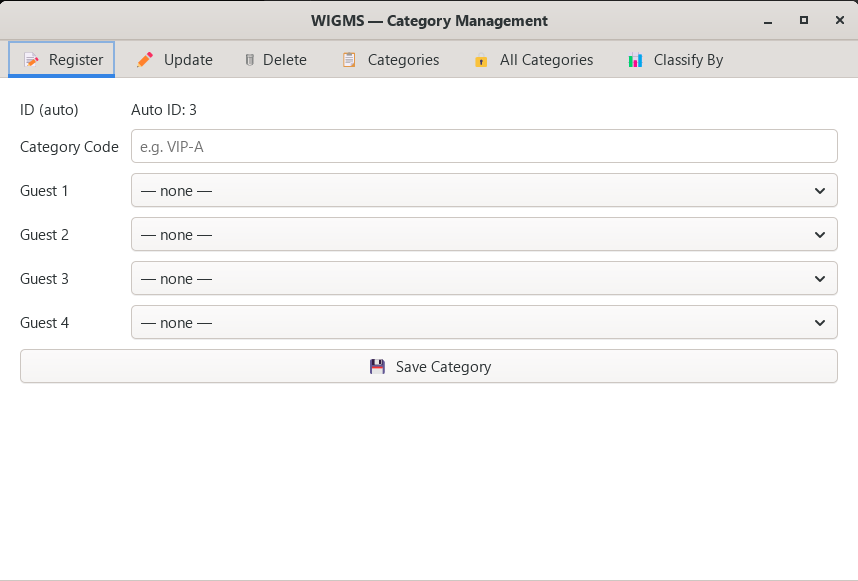 WIGMS — Category Management
Register Update Delete Categories All Categories Classify By
ID (auto) Auto ID: 3
Category Code e.g. VIP-A
Guest 1 — none —
Guest 2 — none —
Guest 3 — none —
Guest 4 — none —
Save Category